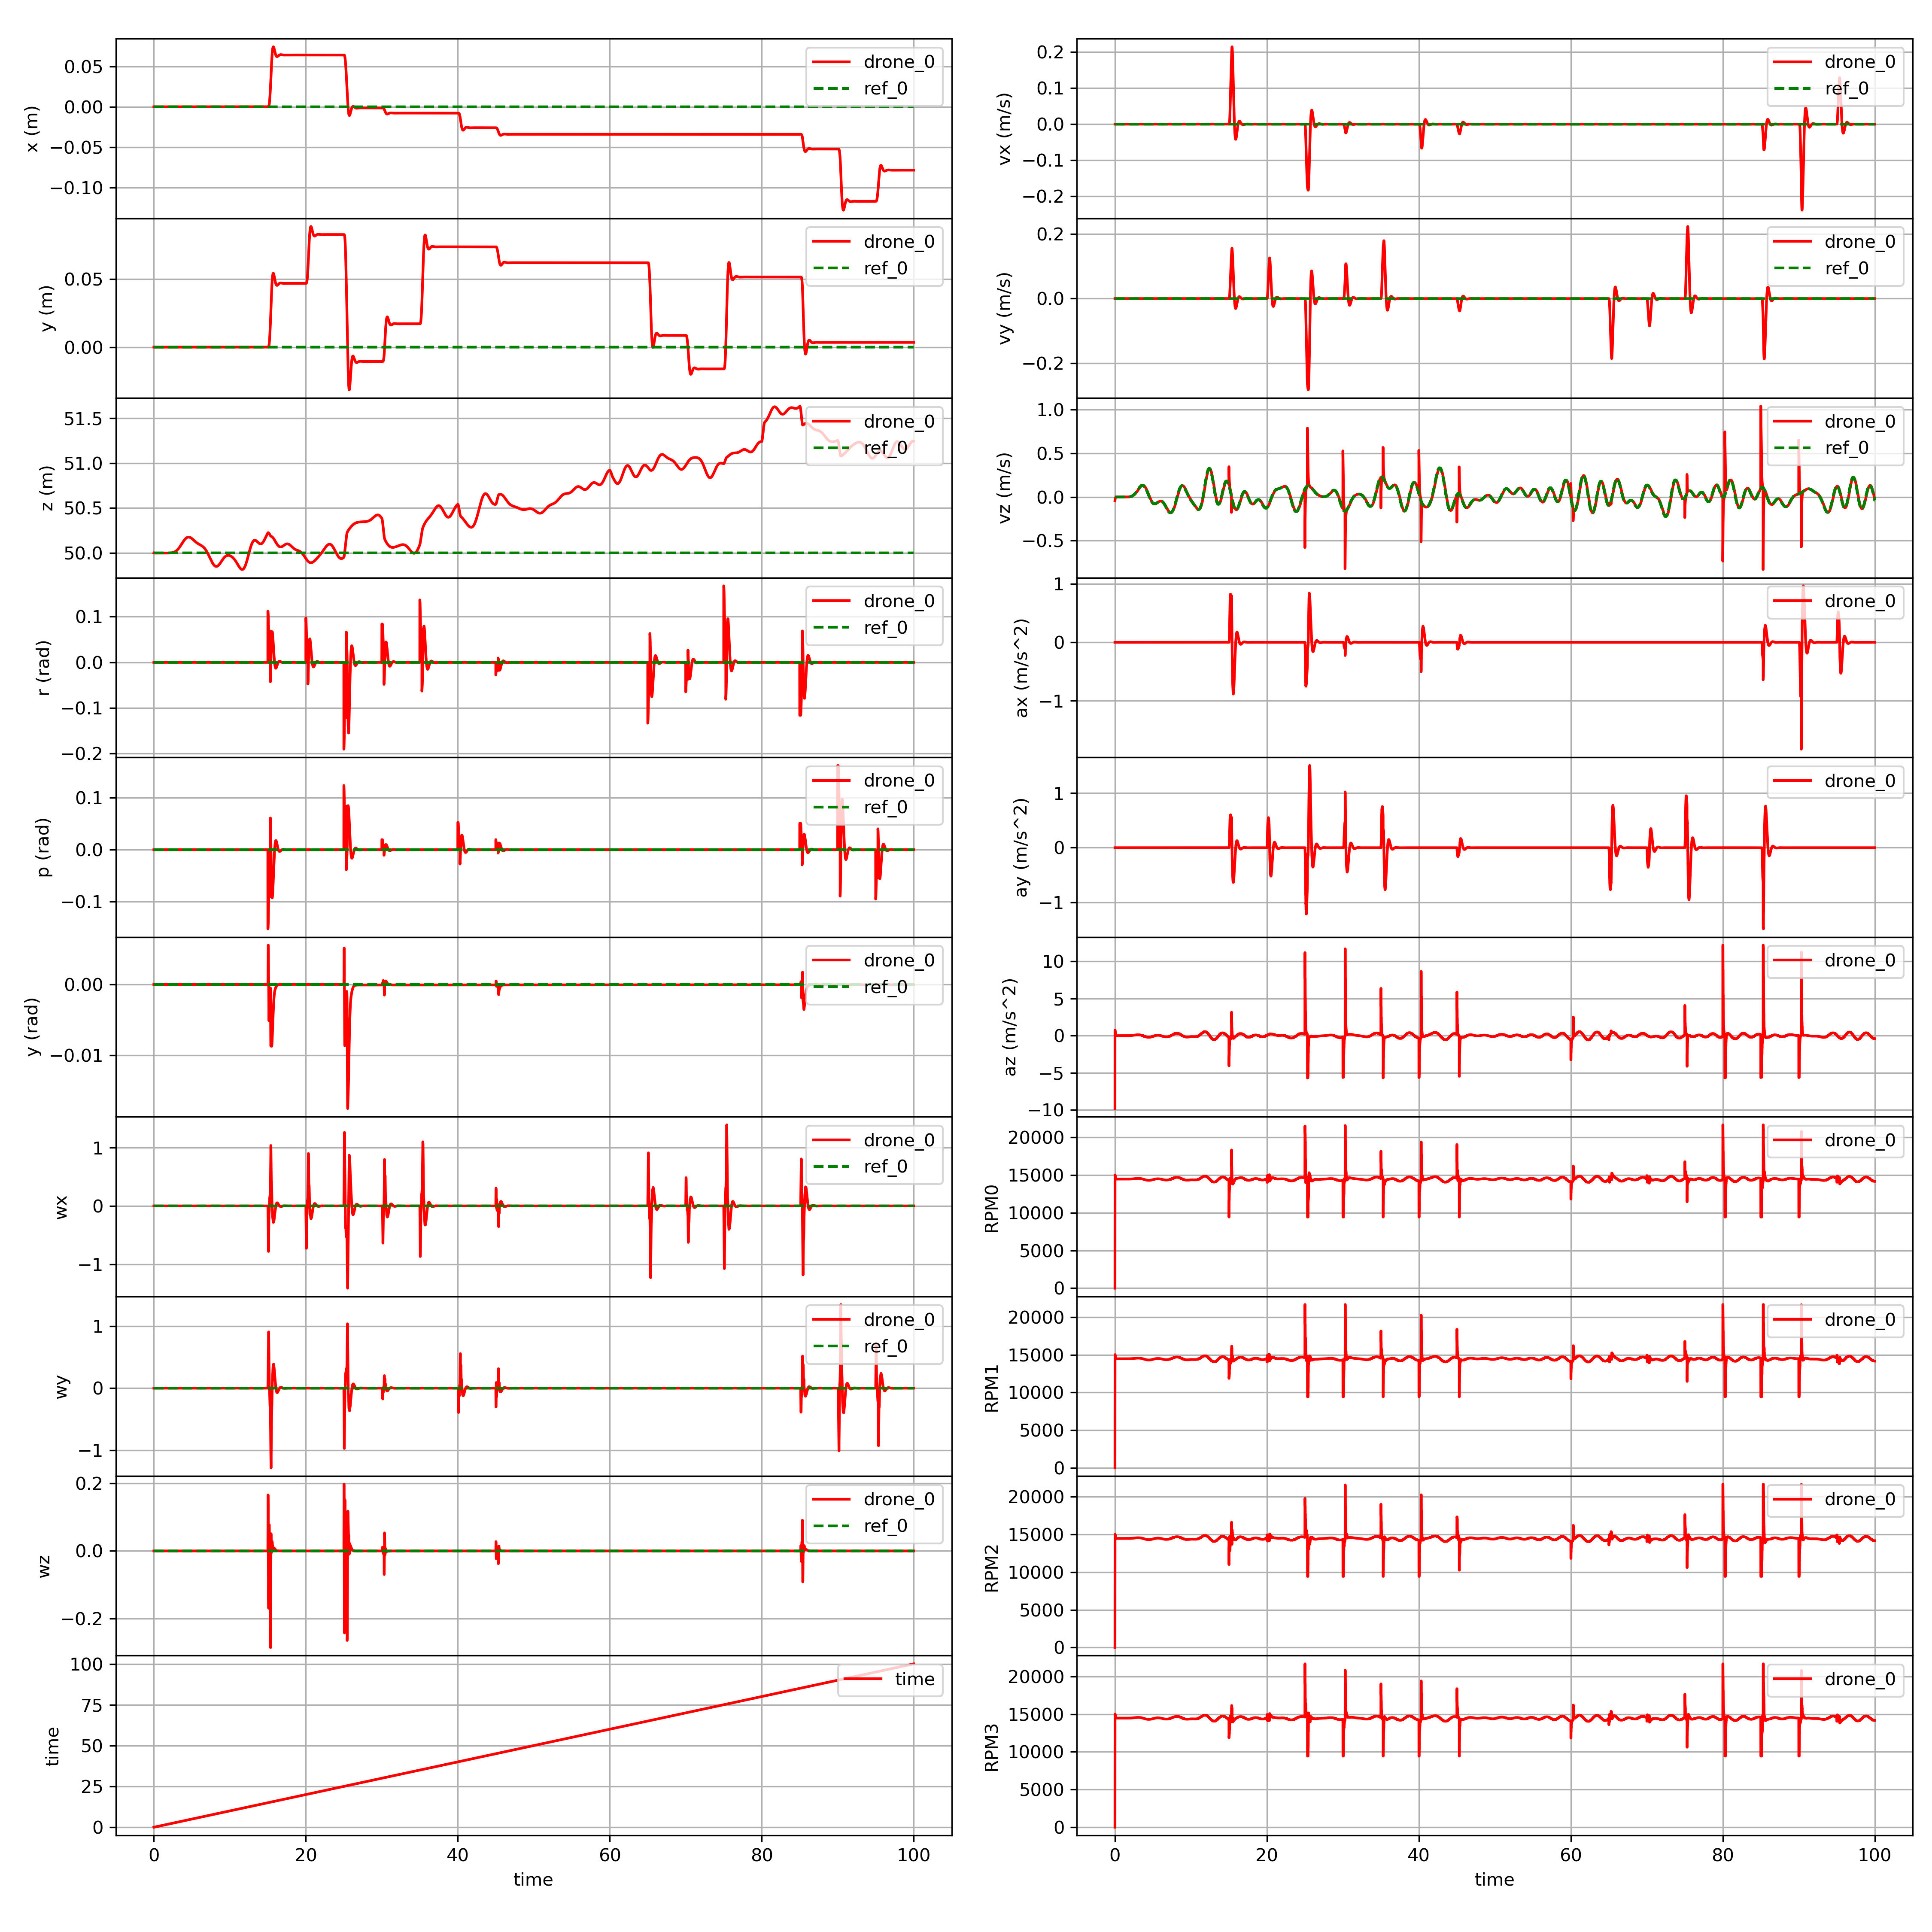 x (m)
0.05
0.00
−0.05
−0.10
drone_0
ref_0
y (m)
0.05
0.00
drone_0
ref_0
z (m)
51.5
51.0
50.5
50.0
drone_0
ref_0
r (rad)
0.1
0.0
−0.1
−0.2
drone_0
ref_0
p (rad)
0.1
0.0
−0.1
drone_0
ref_0
y (rad)
0.00
−0.01
drone_0
ref_0
wx
1
0
−1
drone_0
ref_0
wy
1
0
−1
drone_0
ref_0
wz
0.2
0.0
−0.2
drone_0
ref_0
time
100
75
50
25
0
time
0 20 40 60 80 100
time
vx (m/s)
0.2
0.1
0.0
−0.1
−0.2
drone_0
ref_0
vy (m/s)
0.2
0.0
−0.2
drone_0
ref_0
vz (m/s)
1.0
0.5
0.0
−0.5
drone_0
ref_0
ax (m/s^2)
1
0
−1
drone_0
ay (m/s^2)
1
0
−1
drone_0
az (m/s^2)
10
5
0
−5
−10
drone_0
RPM0
20000
15000
10000
5000
0
drone_0
RPM1
20000
15000
10000
5000
0
drone_0
RPM2
20000
15000
10000
5000
0
drone_0
RPM3
20000
15000
10000
5000
0
drone_0
0 20 40 60 80 100
time